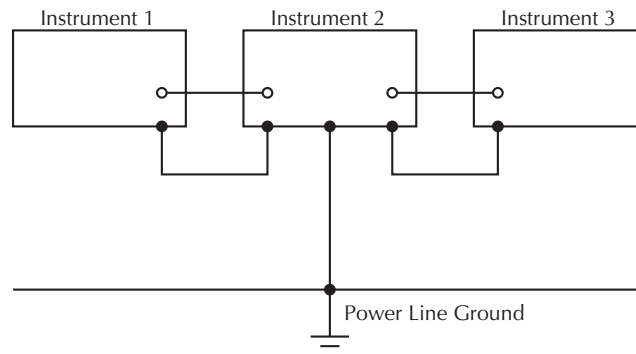 Instrument 1
Instrument 2
Instrument 3
Power Line Ground